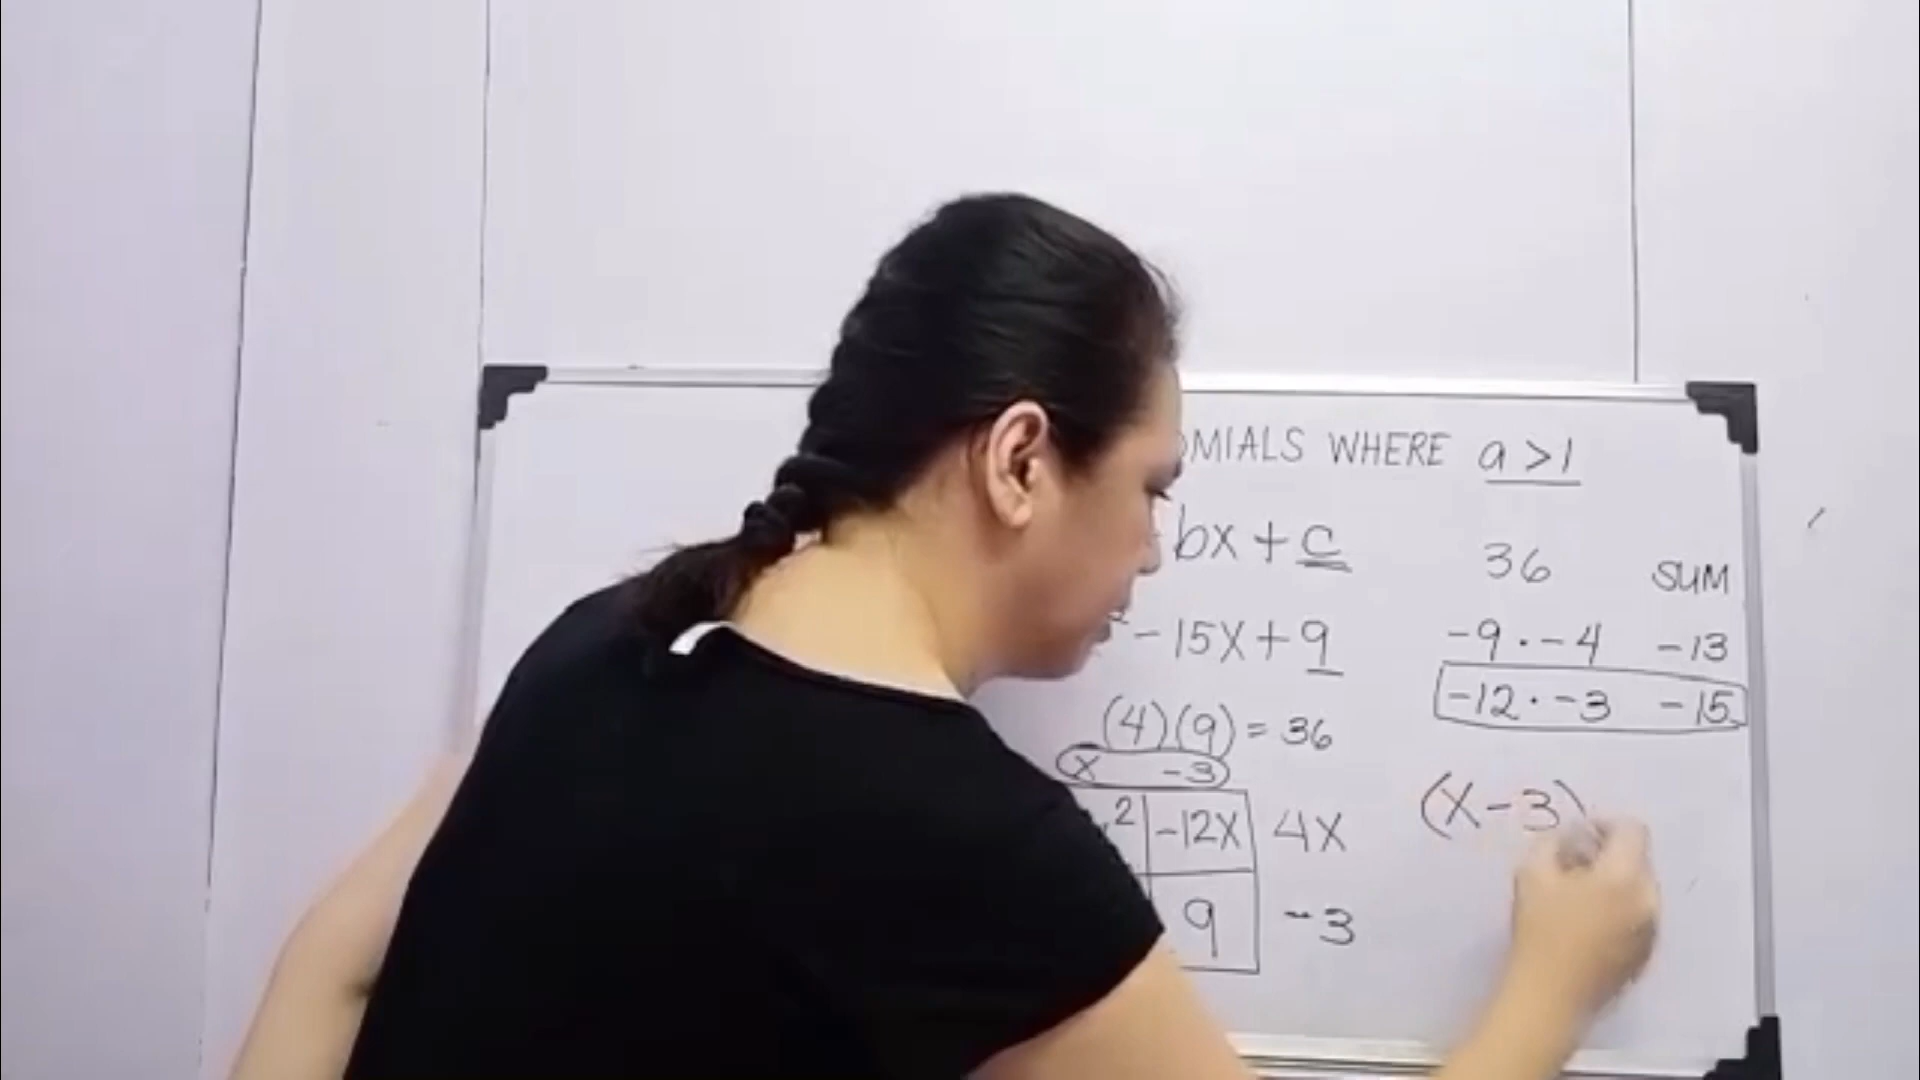 WHERE a > 1
bx + c
36 SUM
- 15x + 9
-9 · -4 -13
(4)(9) = 36
-12 · -3 -15
x -3
2 -12x 4x
(x - 3)
9 -3